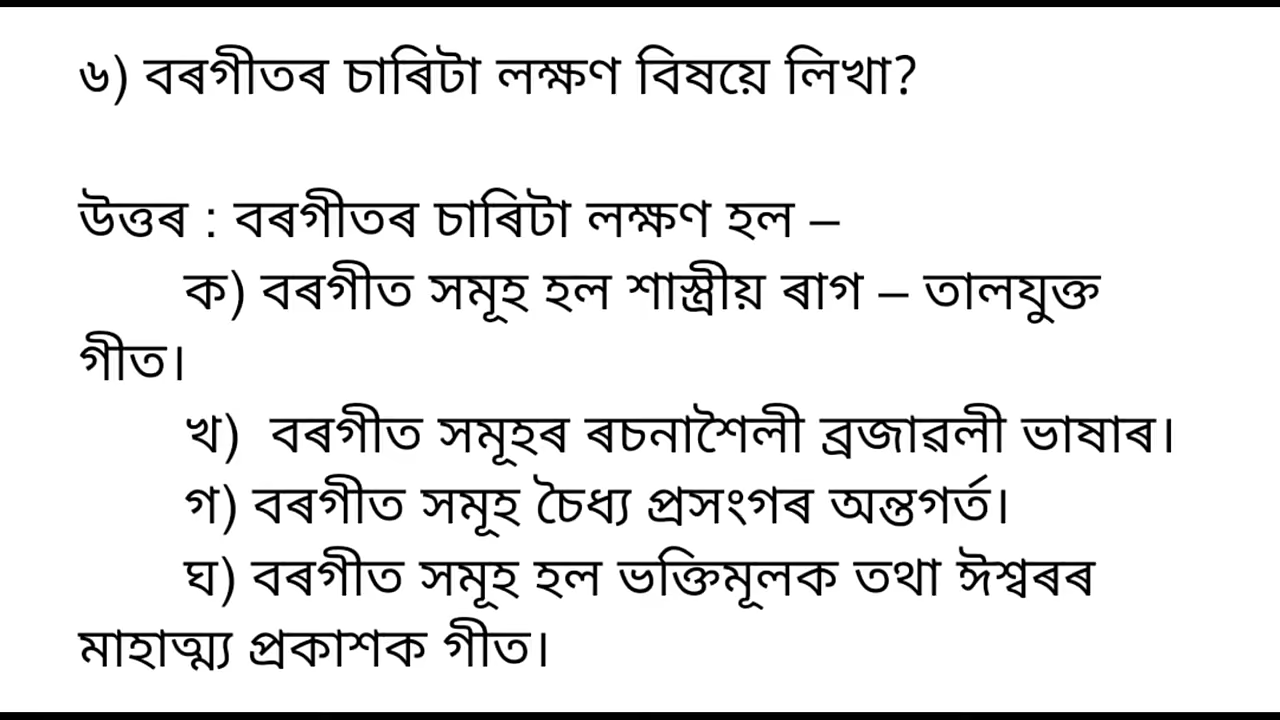 ৬) বৰগীতৰ চাৰিটা লক্ষণ বিষয়ে লিখা?
উত্তৰ : বৰগীতৰ চাৰিটা লক্ষণ হল –
ক) বৰগীত সমূহ হল শাস্ত্ৰীয় ৰাগ – তালযুক্ত
গীত।
খ) বৰগীত সমূহৰ ৰচনাশৈলী ব্ৰজাৱলী ভাষাৰ।
গ) বৰগীত সমূহ চৈধ্য প্ৰসংগৰ অন্তগৰ্ত।
ঘ) বৰগীত সমূহ হল ভক্তিমূলক তথা ঈশ্বৰৰ
মাহাত্ম্য প্ৰকাশক গীত।